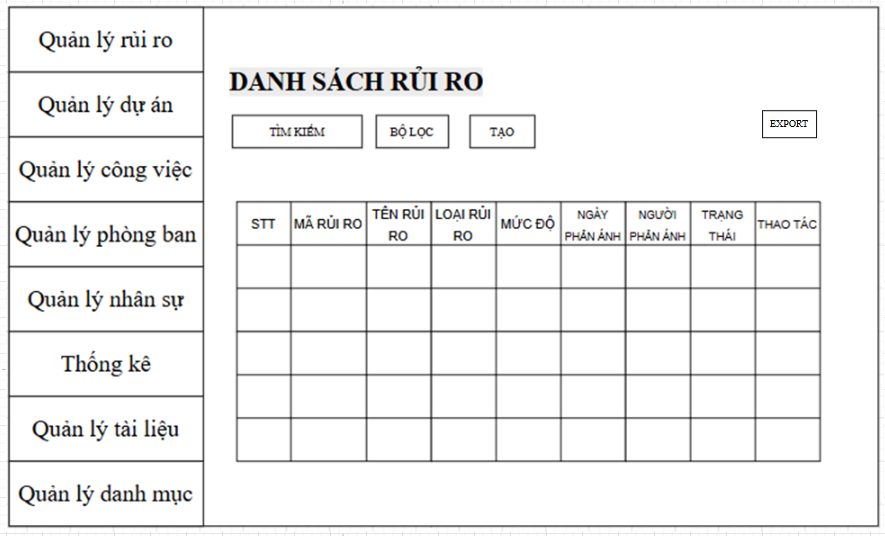 Quản lý rủi ro
Quản lý dự án
Quản lý công việc
Quản lý phòng ban
Quản lý nhân sự
Thống kê
Quản lý tài liệu
Quản lý danh mục
DANH SÁCH RỦI RO
TÌM KIẾM
BỘ LỌC
TẠO
EXPORT
STT
MÃ RỦI RO
TÊN RỦI
RO
LOẠI RỦI
RO
MỨC ĐỘ
NGÀY
PHẢN ÁNH
NGƯỜI
PHẢN ÁNH
TRẠNG
THÁI
THAO TÁC